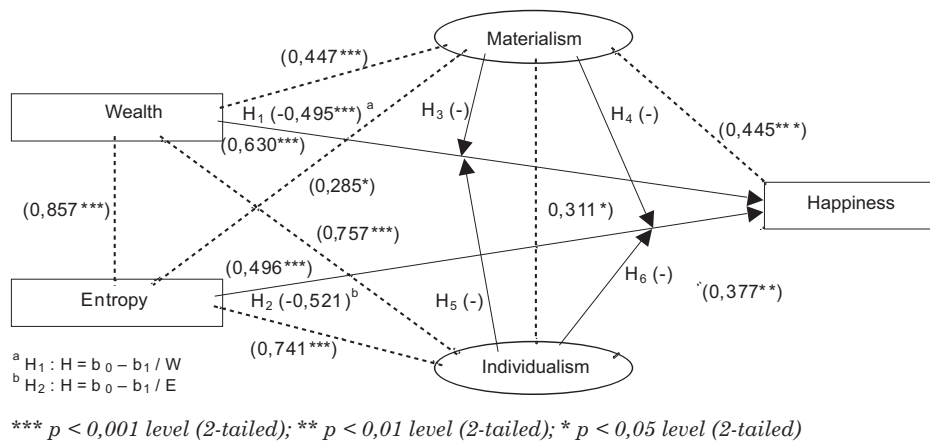 Materialism
(0,447***)
Wealth
H1 (-0,495***) a
H3 (-)
H4 (-)
(0,630***)
(0,445***)
(0,285*)
(0,857***)
0,311*)
Happiness
(0,757***)
(0,496***)
Entropy
H2 (-0,521)b
H5 (-)
H6 (-)
(0,377**)
(0,741***)
Individualism
a H1 : H = b0 – b1 / W
b H2 : H = b0 – b1 / E
*** p < 0,001 level (2-tailed); ** p < 0,01 level (2-tailed); * p < 0,05 level (2-tailed)